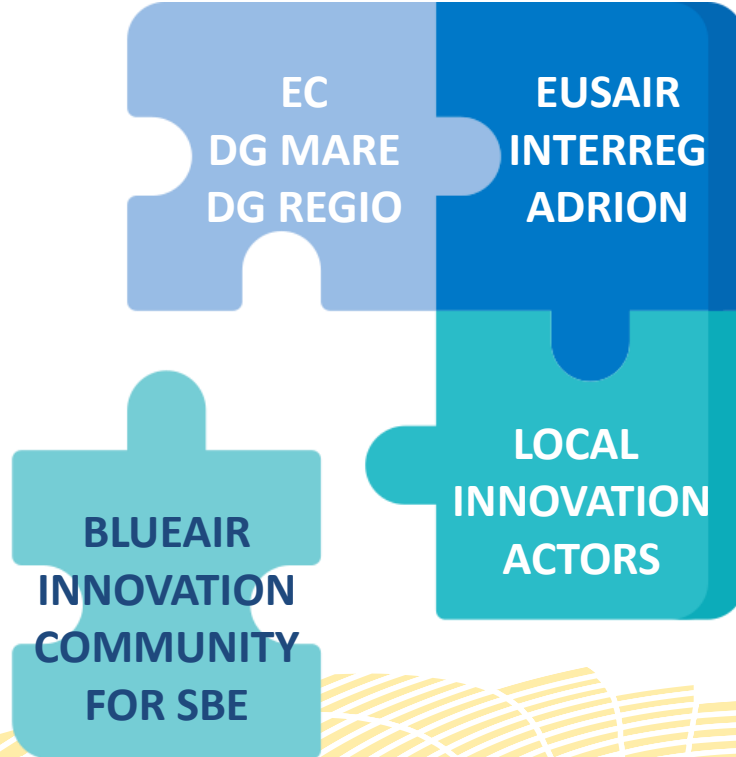 EC
DG MARE
DG REGIO
EUSAIR
INTERREG
ADRION
LOCAL
INNOVATION
ACTORS
BLUEAIR
INNOVATION
COMMUNITY
FOR SBE